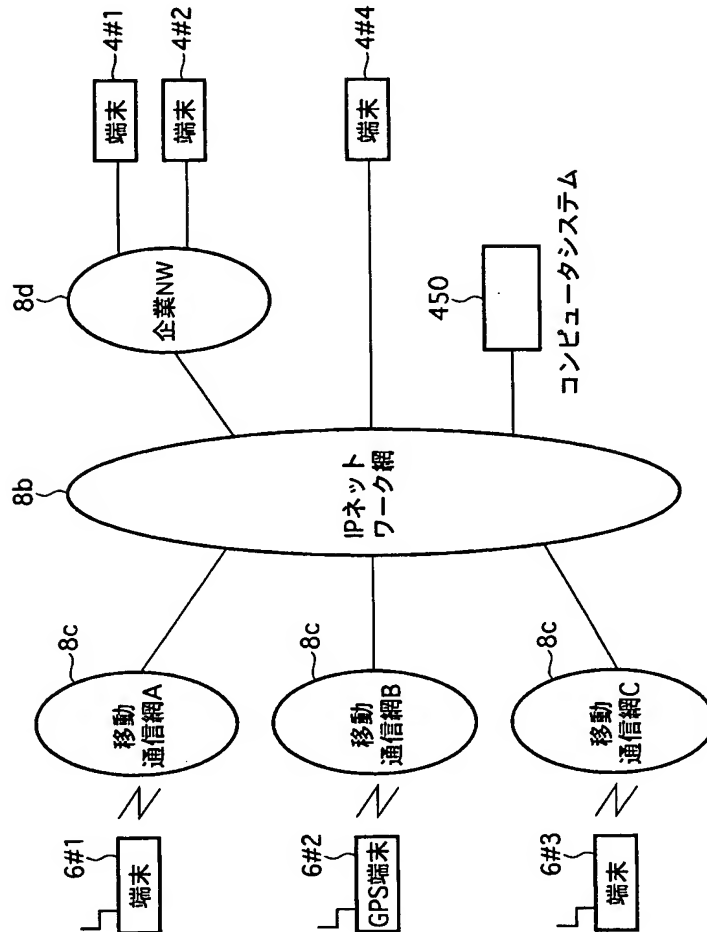 6#1
端末
移動
通信網A
8c
6#2
GPS端末
移動
通信網B
8c
6#3
端末
移動
通信網C
8c
8b
IPネット
ワーク網
8d
企業NW
端末
4#1
端末
4#2
端末
4#4
450
コンピュータシステム